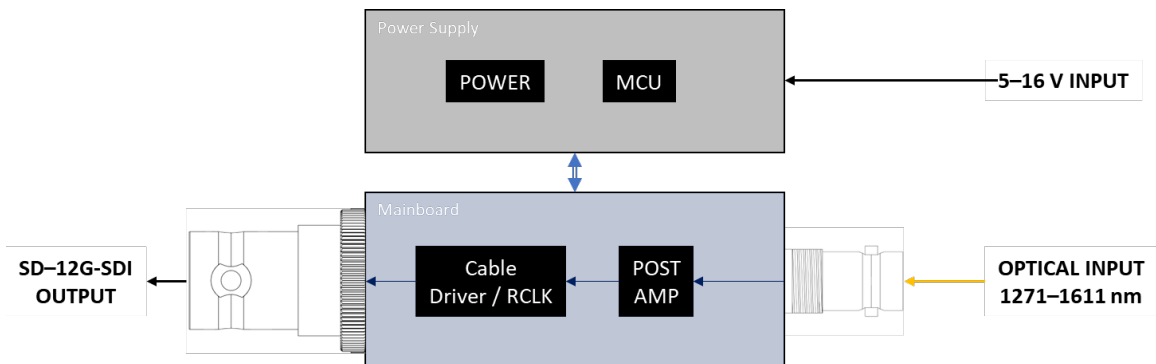 Power Supply
POWER
MCU
5–16 V INPUT
Mainboard
SD–12G-SDI
OUTPUT
Cable
Driver / RCLK
POST
AMP
OPTICAL INPUT
1271–1611 nm